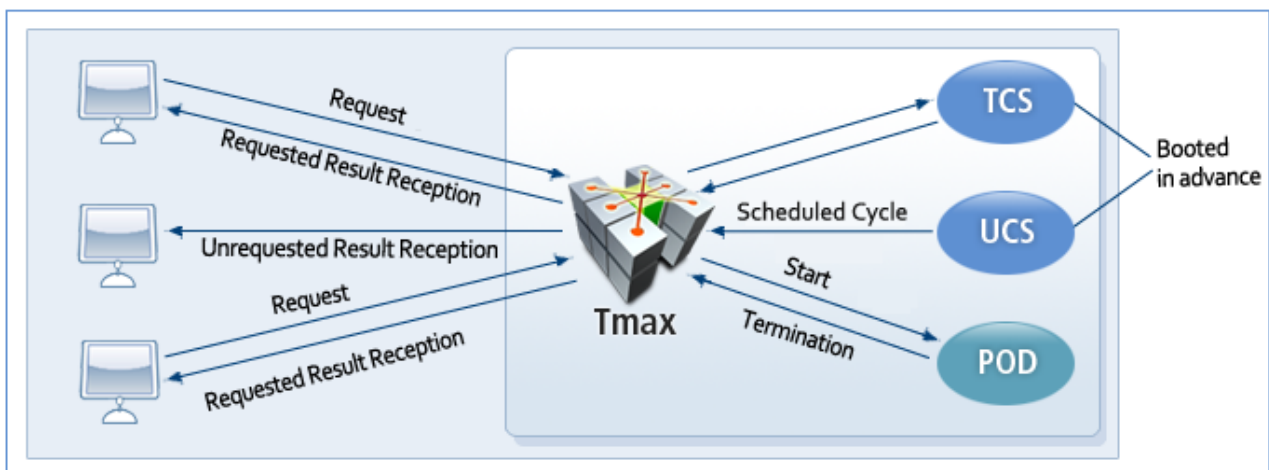 Request
Requested Result Reception
TCS
Booted
in advance
Scheduled Cycle
UCS
Unrequested Result Reception
Start
Request
Tmax
Termination
POD
Requested Result Reception